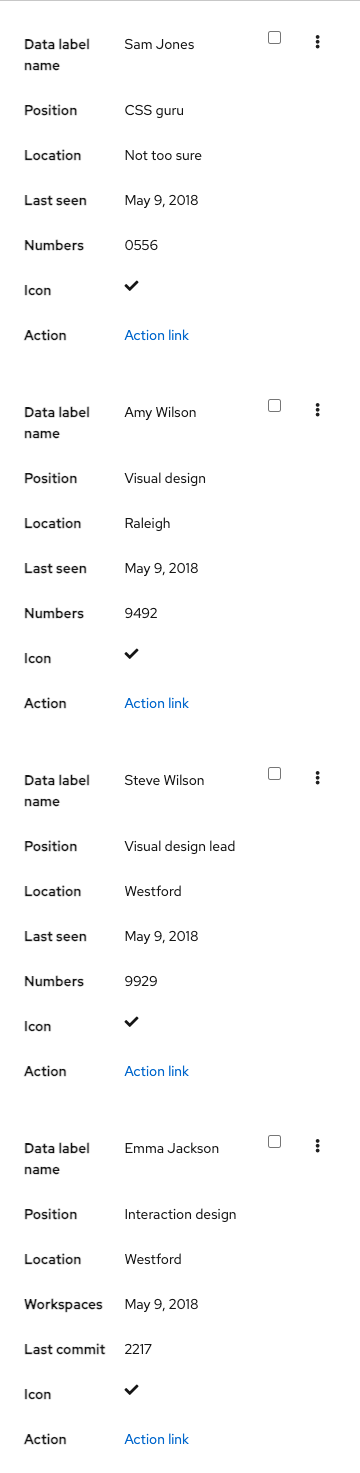 Data label Sam Jones
name
Position CSS guru
Location Not too sure
Last seen May 9, 2018
Numbers 0556
Icon
Action Action link
Data label Amy Wilson
name
Position Visual design
Location Raleigh
Last seen May 9, 2018
Numbers 9492
Icon
Action Action link
Data label Steve Wilson
name
Position Visual design lead
Location Westford
Last seen May 9, 2018
Numbers 9929
Icon
Action Action link
Data label Emma Jackson
name
Position Interaction design
Location Westford
Workspaces May 9, 2018
Last commit 2217
Icon
Action Action link